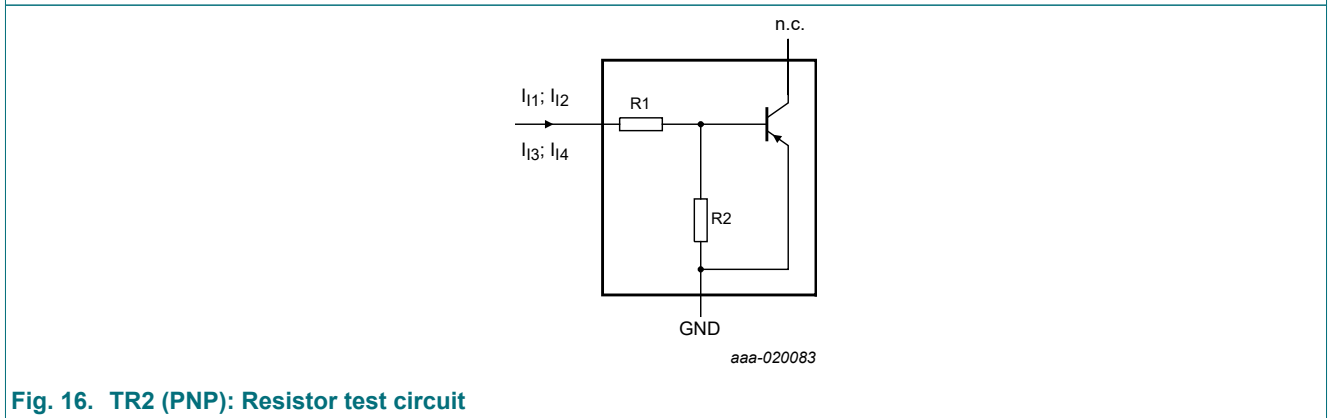 n.c.
I_I1; I_I2
R1
I_I3; I_I4
R2
GND
aaa-020083
Fig. 16. TR2 (PNP): Resistor test circuit